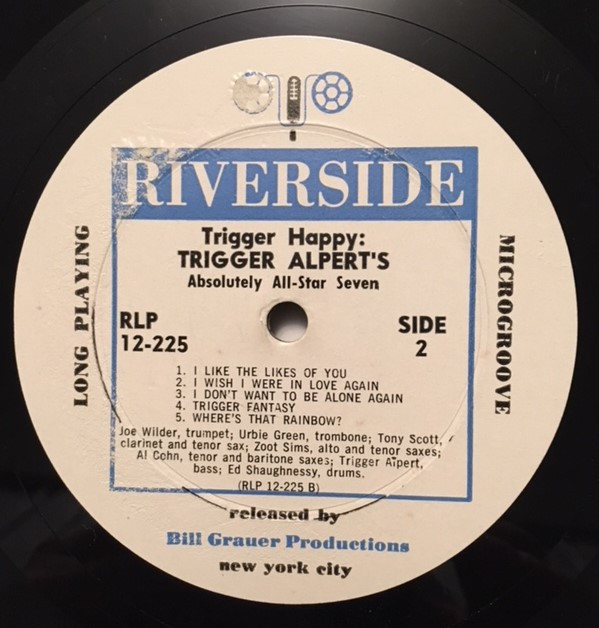 RIVERSIDE
Trigger Happy:
TRIGGER ALPERT'S
Absolutely All-Star Seven
RLP
12-225
SIDE
2
LONG PLAYING
MICROGROOVE
1. I LIKE THE LIKES OF YOU
2. I WISH I WERE IN LOVE AGAIN
3. I DON'T WANT TO BE ALONE AGAIN
4. TRIGGER FANTASY
5. WHERE'S THAT RAINBOW?
Joe Wilder, trumpet; Urbie Green, trombone; Tony Scott,
clarinet and tenor sax; Zoot Sims, alto and tenor saxes;
Al Cohn, tenor and baritone saxes; Trigger Alpert,
bass; Ed Shaughnessy, drums.
(RLP 12-225 B)
released by
Bill Grauer Productions
new york city